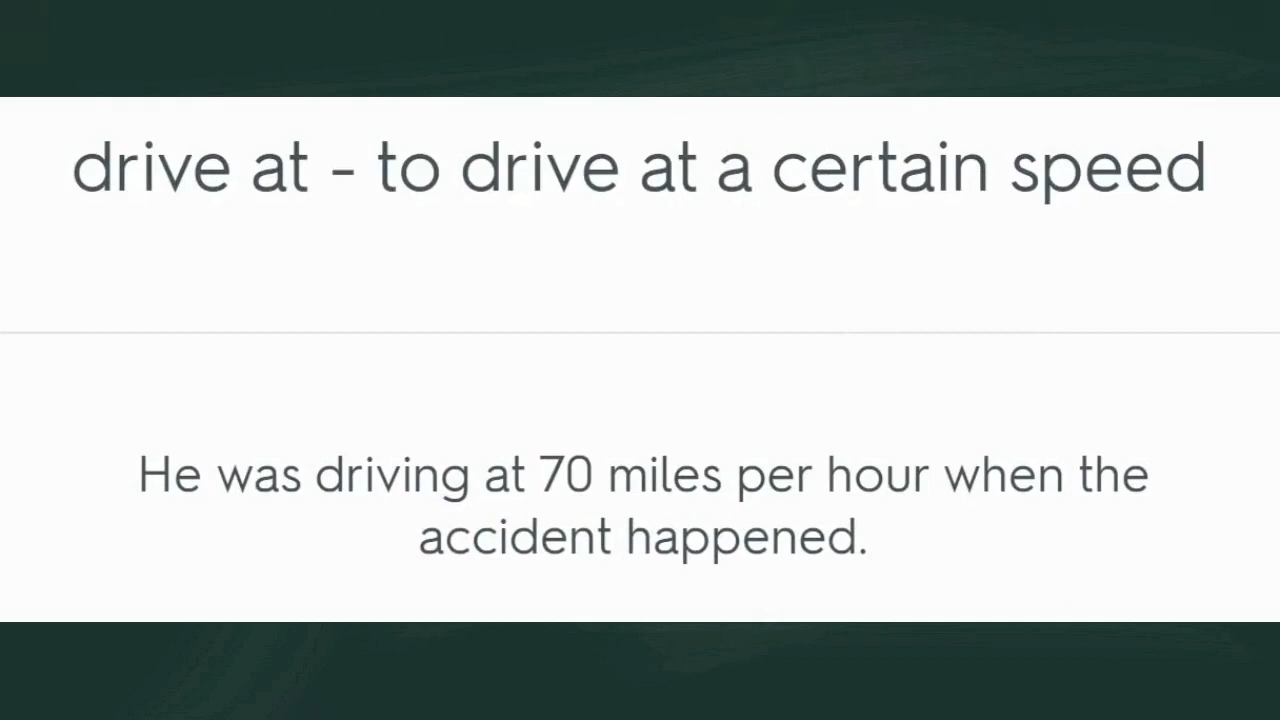 drive at - to drive at a certain speed
He was driving at 70 miles per hour when the
accident happened.